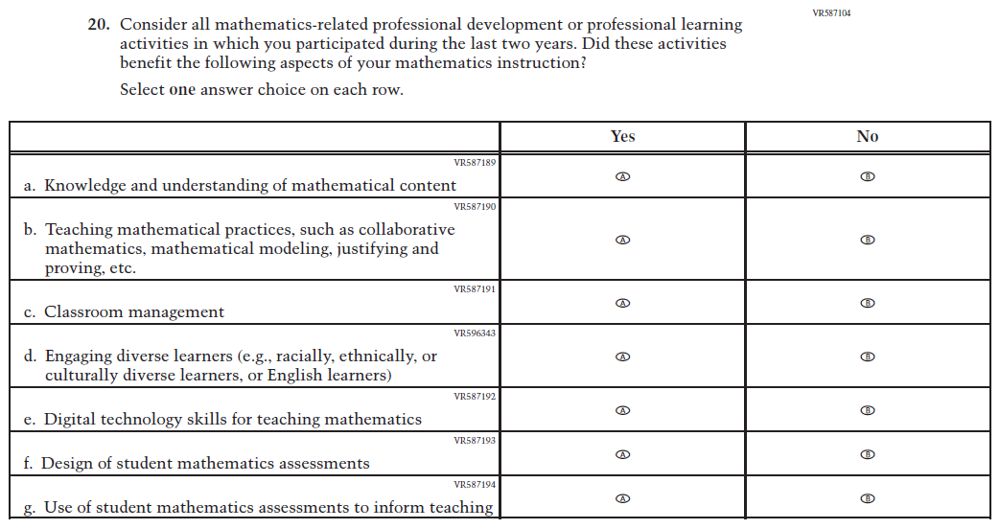 VR587104
20. Consider all mathematics-related professional development or professional learning
activities in which you participated during the last two years. Did these activities
benefit the following aspects of your mathematics instruction?
Select one answer choice on each row.
Yes No
VR587189
a. Knowledge and understanding of mathematical content A B
VR587190
b. Teaching mathematical practices, such as collaborative
mathematics, mathematical modeling, justifying and A B
proving, etc.
VR587191
c. Classroom management A B
VR596343
d. Engaging diverse learners (e.g., racially, ethnically, or A B
culturally diverse learners, or English learners)
VR587192
e. Digital technology skills for teaching mathematics A B
VR587193
f. Design of student mathematics assessments A B
VR587194
g. Use of student mathematics assessments to inform teaching A B